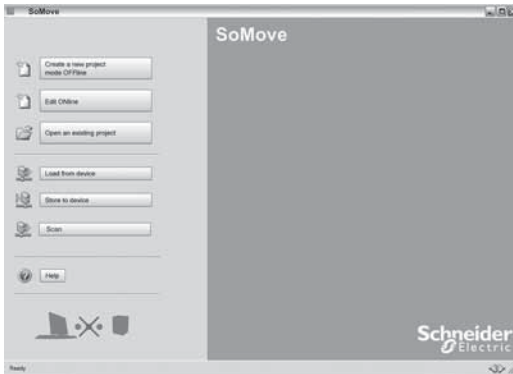 SoMove
SoMove
Create a new project
mode OFFline
Edit ONline
Open an existing project
Load from device
Store to device
Scan
Help
Schneider
Electric
Ready